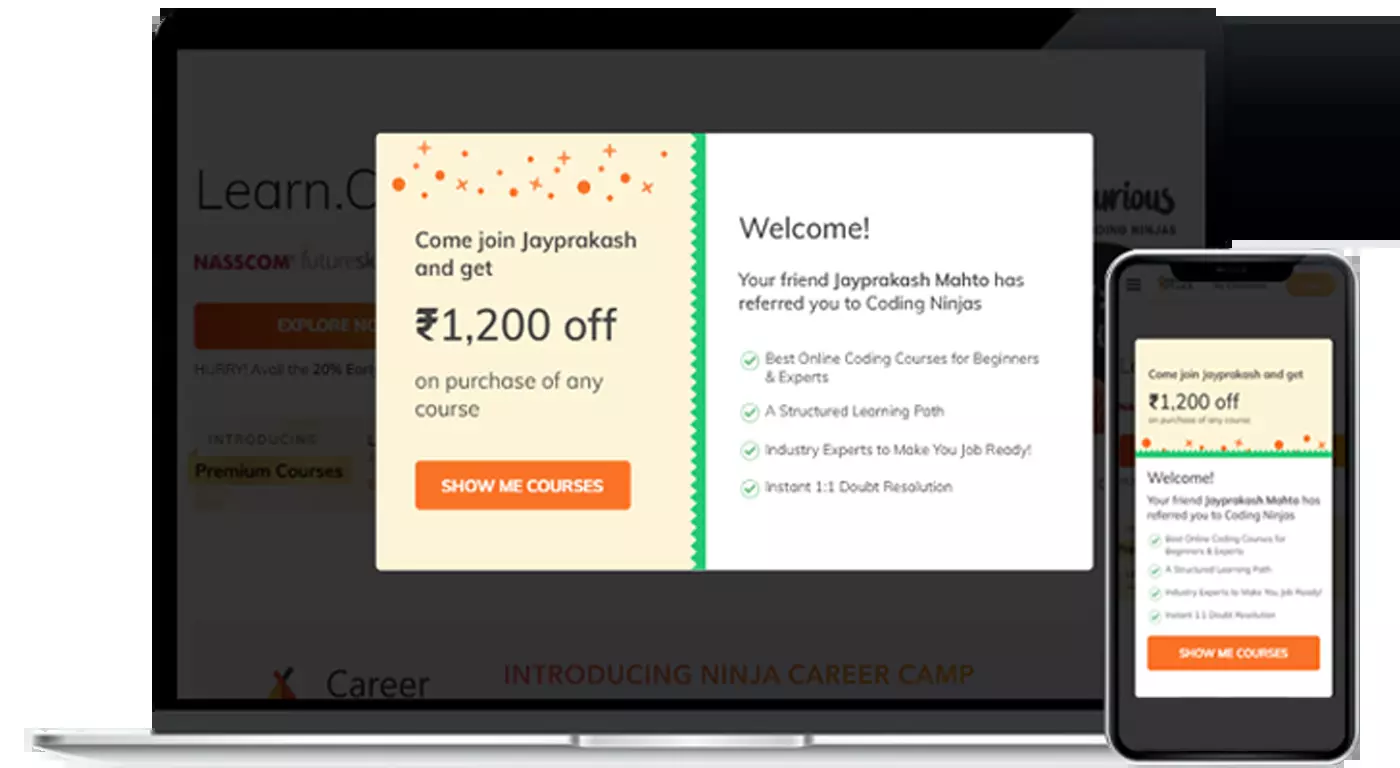 Learn.C
NASSCOM futuresk
EXPLORE NO
HURRY! Avail the 20% Ear
INTRODUCING
Premium Courses
Come join Jayprakash
and get
₹1,200 off
on purchase of any
course
SHOW ME COURSES
Welcome!
Your friend Jayprakash Mahto has
referred you to Coding Ninjas
Best Online Coding Courses for Beginners
& Experts
A Structured Learning Path
Industry Experts to Make You Job Ready!
Instant 1:1 Doubt Resolution
urious
DING NINJAS
Career
INTRODUCING NINJA CAREER CAMP
Come join Jayprakash and get
₹1,200 off
on purchase of any course
Welcome!
Your friend Jayprakash Mahto has
referred you to Coding Ninjas
Best Online Coding Courses for
Beginners & Experts
A Structured Learning Path
Industry Experts to Make You Job Ready!
Instant 1:1 Doubt Resolution
SHOW ME COURSES